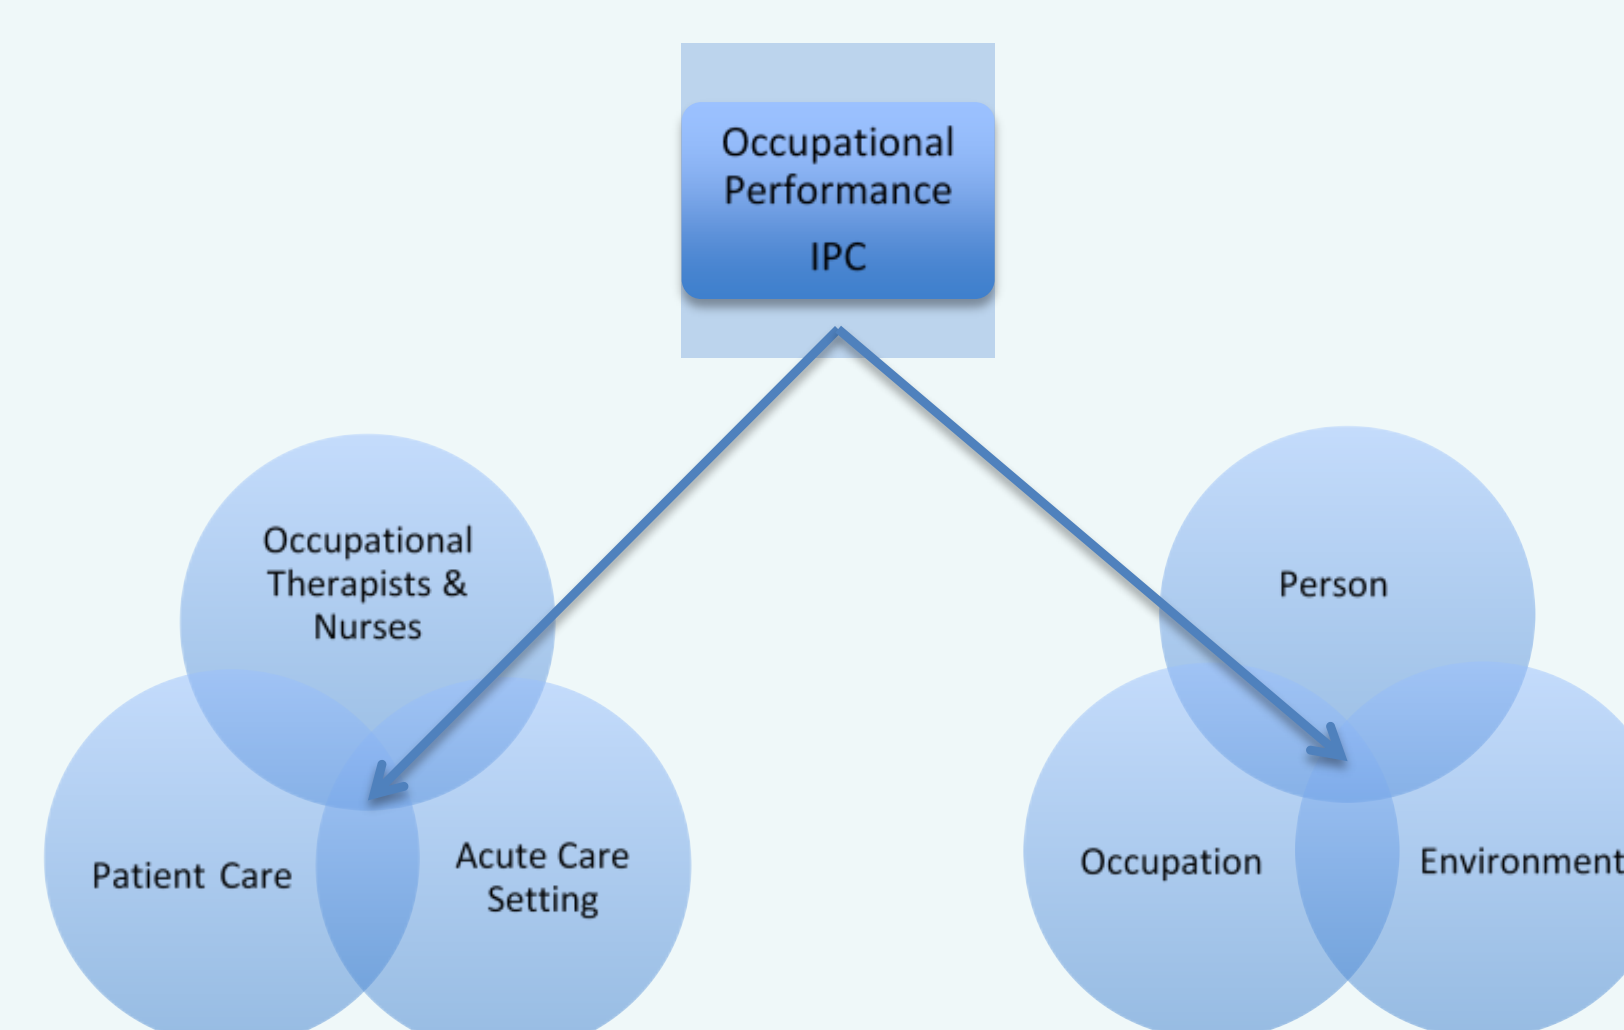 Occupational
Performance
IPC
Occupational
Therapists &
Nurses
Patient Care
Acute Care
Setting
Person
Occupation
Environment